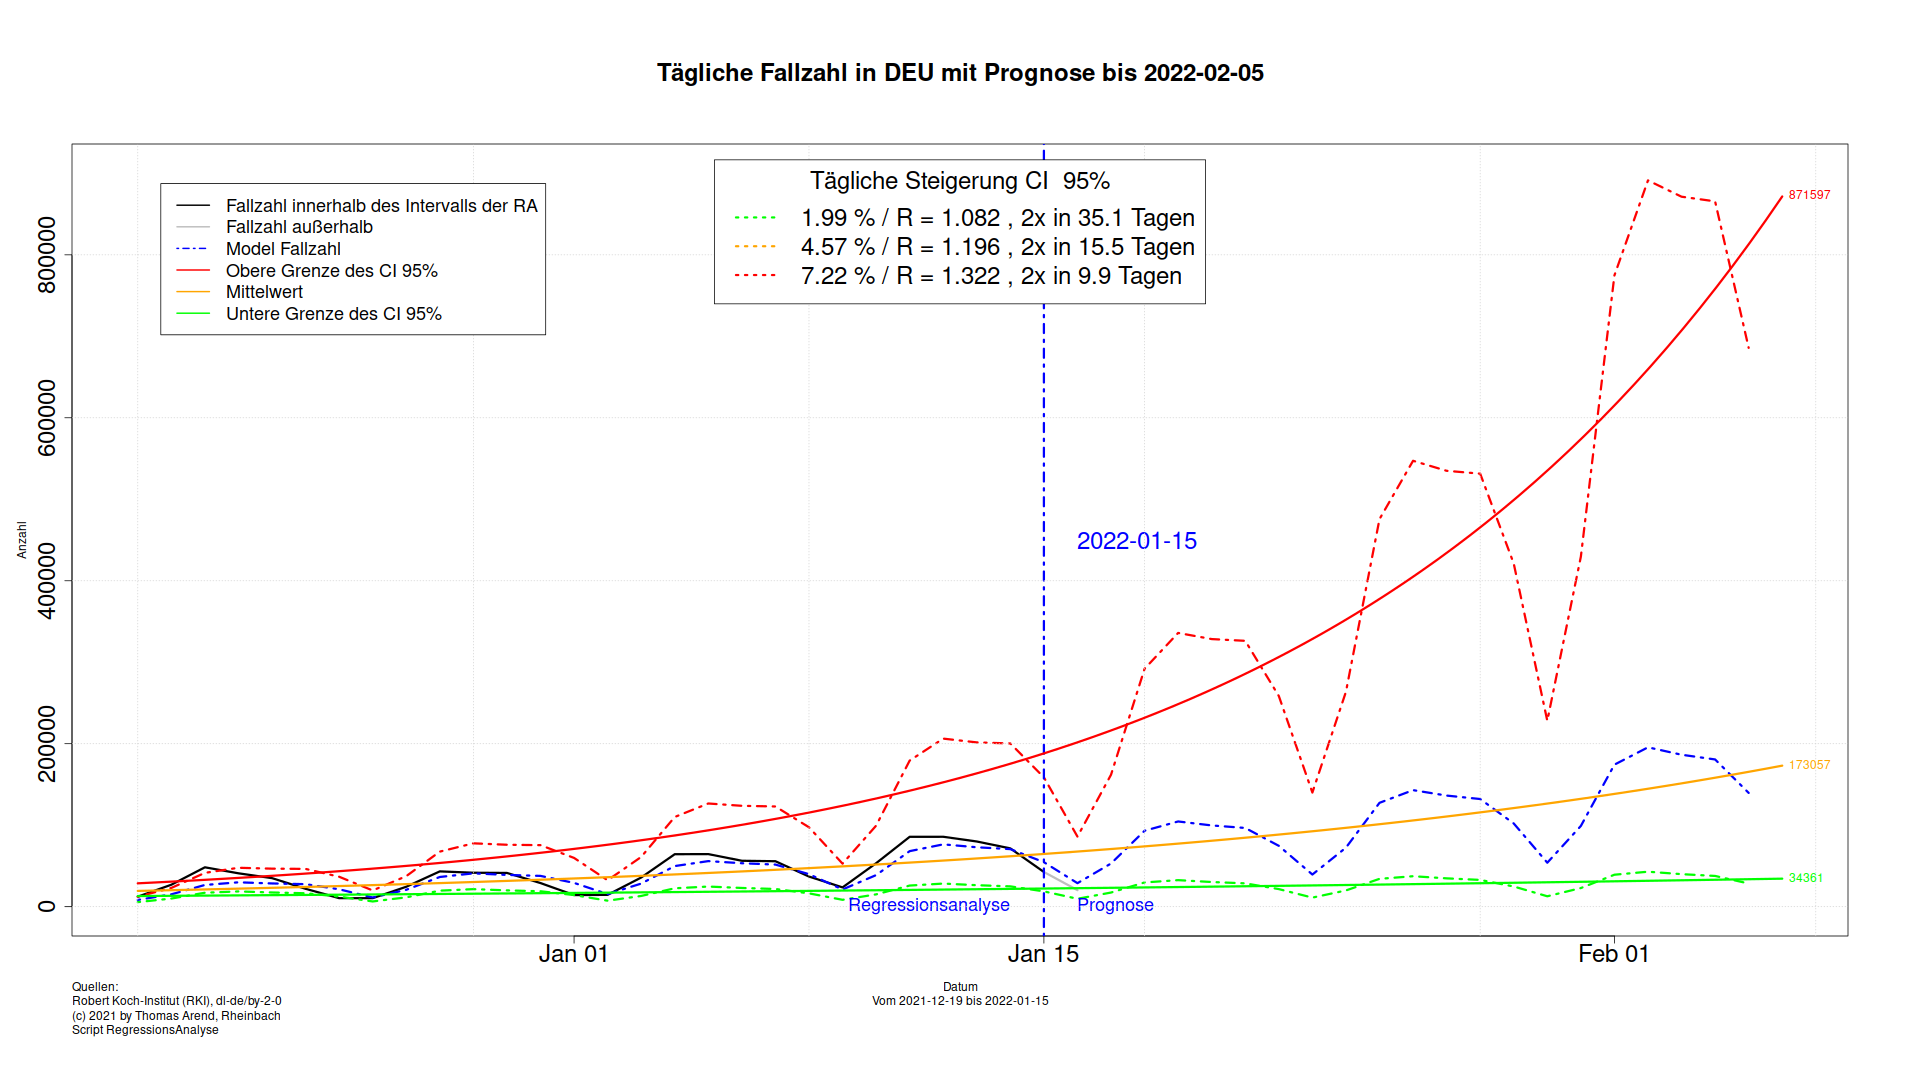 Tägliche Fallzahl in DEU mit Prognose bis 2022-02-05
Fallzahl innerhalb des Intervalls der RA
Fallzahl außerhalb
Model Fallzahl
Obere Grenze des CI 95%
Mittelwert
Untere Grenze des CI 95%
Tägliche Steigerung CI 95%
1.99 % / R = 1.082 , 2x in 35.1 Tagen
4.57 % / R = 1.196 , 2x in 15.5 Tagen
7.22 % / R = 1.322 , 2x in 9.9 Tagen
871597
800000
600000
400000
200000
0
Anzahl
2022-01-15
173057
34361
Regressionsanalyse
Prognose
Jan 01
Jan 15
Feb 01
Datum
Vom 2021-12-19 bis 2022-01-15
Quellen:
Robert Koch-Institut (RKI), dl-de/by-2-0
(c) 2021 by Thomas Arend, Rheinbach
Script RegressionsAnalyse